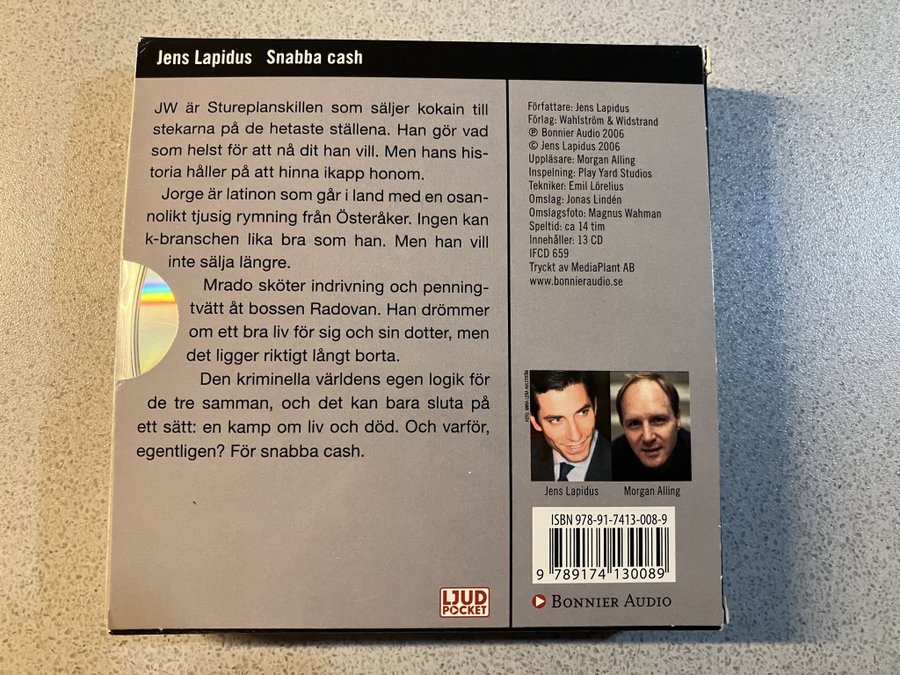 Jens Lapidus Snabba cash
JW är Stureplanskillen som säljer kokain till
stekarna på de hetaste ställena. Han gör vad
som helst för att nå dit han vill. Men hans his-
toria håller på att hinna ikapp honom.
Jorge är latinon som går i land med en osan-
nolikt tjusig rymning från Österåker. Ingen kan
k-branschen lika bra som han. Men han vill
inte sälja längre.
Mrado sköter indrivning och penning-
tvätt åt bossen Radovan. Han drömmer
om ett bra liv för sig och sin dotter, men
det ligger riktigt långt borta.
Den kriminella världens egen logik för
de tre samman, och det kan bara sluta på
ett sätt: en kamp om liv och död. Och varför,
egentligen? För snabba cash.
LJUD
POCKET
Författare: Jens Lapidus
Förlag: Wahlström & Widstrand
℗ Bonnier Audio 2006
© Jens Lapidus 2006
Uppläsare: Morgan Alling
Inspelning: Play Yard Studios
Tekniker: Emil Lörelius
Omslag: Jonas Lindén
Omslagsfoto: Magnus Wahman
Speltid: ca 14 tim
Innehåller: 13 CD
IFCD 659
Tryckt av MediaPlant AB
www.bonnieraudio.se
Jens Lapidus Morgan Alling
ISBN 978-91-7413-008-9
9 789174 130089
BONNIER AUDIO